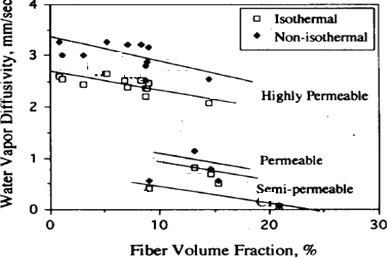 Water Vapor Diffusivity, mm/sec
4
3
2
1
0
Isothermal
Non-isothermal
Highly Permeable
Permeable
Semi-permeable
0 10 20 30
Fiber Volume Fraction, %